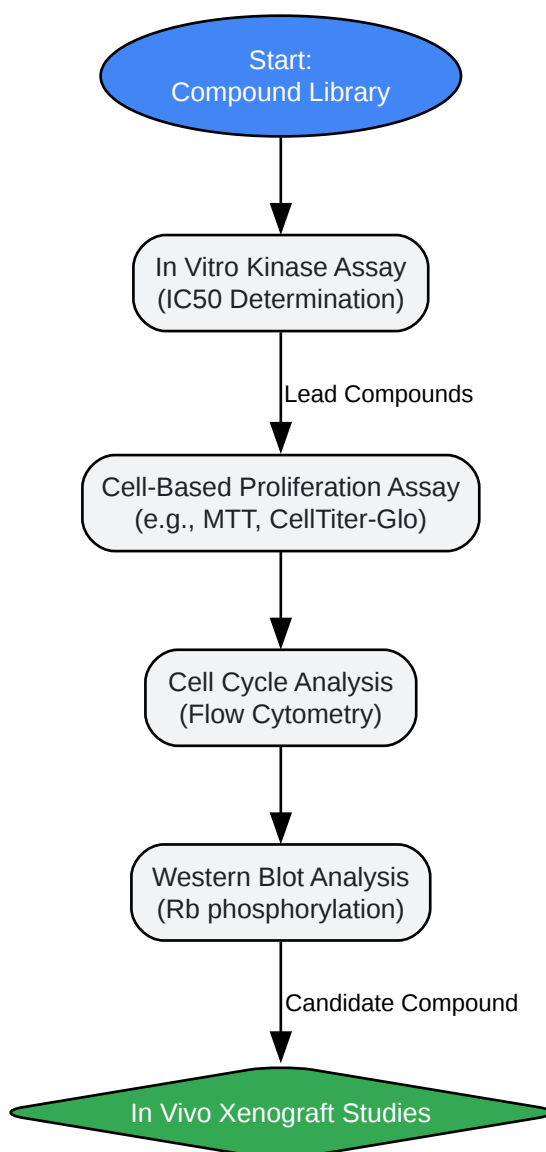 Start:
Compound Library
In Vitro Kinase Assay
(IC50 Determination)
Lead Compounds
Cell-Based Proliferation Assay
(e.g., MTT, CellTiter-Glo)
Cell Cycle Analysis
(Flow Cytometry)
Western Blot Analysis
(Rb phosphorylation)
Candidate Compound
In Vivo Xenograft Studies